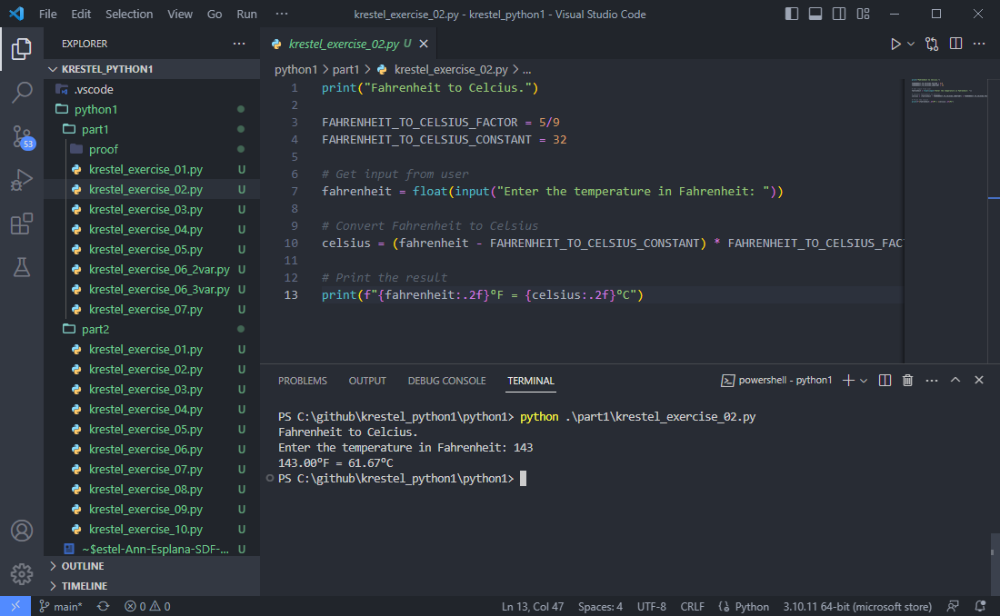 File Edit Selection View Go Run ··· krestel_exercise_02.py - krestel_python1 - Visual Studio Code
EXPLORER ···
KRESTEL_PYTHON1
.vscode
python1
part1
proof
krestel_exercise_01.py U
krestel_exercise_02.py U
krestel_exercise_03.py U
krestel_exercise_04.py U
krestel_exercise_05.py U
krestel_exercise_06_2var.py U
krestel_exercise_06_3var.py U
krestel_exercise_07.py U
part2
krestel_exercise_01.py U
krestel_exercise_02.py U
krestel_exercise_03.py U
krestel_exercise_04.py U
krestel_exercise_05.py U
krestel_exercise_06.py U
krestel_exercise_07.py U
krestel_exercise_08.py U
krestel_exercise_09.py U
krestel_exercise_10.py U
~$estel-Ann-Esplana-SDF-... U
OUTLINE
TIMELINE
53
krestel_exercise_02.py U
python1 > part1 > krestel_exercise_02.py > ...
1 print("Fahrenheit to Celcius.")
2
3 FAHRENHEIT_TO_CELSIUS_FACTOR = 5/9
4 FAHRENHEIT_TO_CELSIUS_CONSTANT = 32
5
6 # Get input from user
7 fahrenheit = float(input("Enter the temperature in Fahrenheit: "))
8
9 # Convert Fahrenheit to Celsius
10 celsius = (fahrenheit - FAHRENHEIT_TO_CELSIUS_CONSTANT) * FAHRENHEIT_TO_CELSIUS_FAC
11
12 # Print the result
13 print(f"{fahrenheit:.2f}°F = {celsius:.2f}°C")
PROBLEMS OUTPUT DEBUG CONSOLE TERMINAL powershell - python1
PS C:\github\krestel_python1\python1> python .\part1\krestel_exercise_02.py
Fahrenheit to Celcius.
Enter the temperature in Fahrenheit: 143
143.00°F = 61.67°C
PS C:\github\krestel_python1\python1>
main* 0 0 Ln 13, Col 47 Spaces: 4 UTF-8 CRLF Python 3.10.11 64-bit (microsoft store)